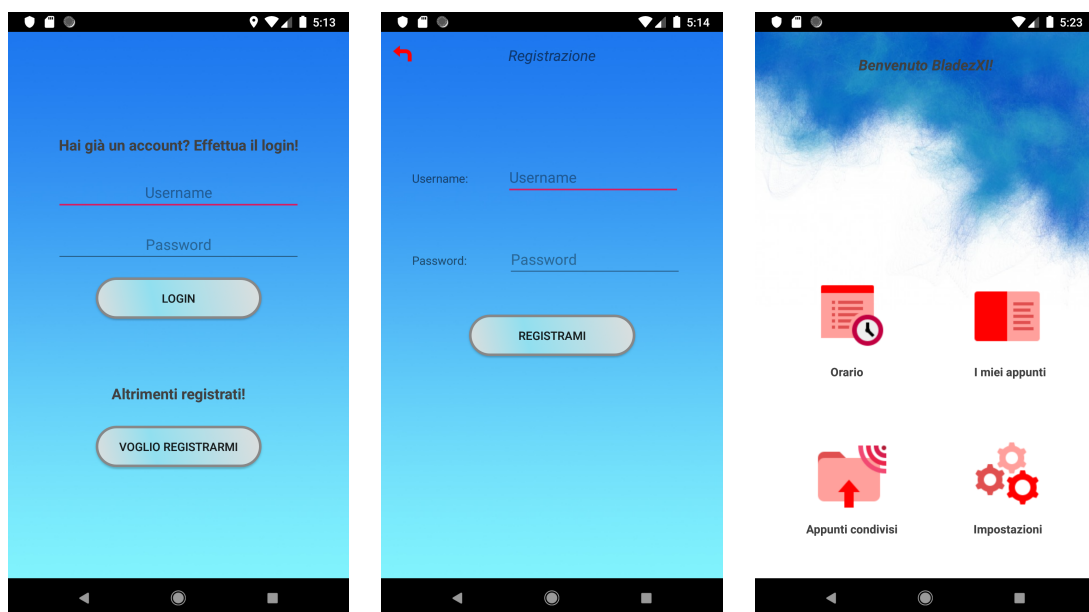 5:13
Hai già un account? Effettua il login!
Username
Password
LOGIN
Altrimenti registrati!
VOGLIO REGISTRARMI
5:14
Registrazione
Username:
Username
Password:
Password
REGISTRAMI
5:23
Benvenuto BladezXII!
Orario
I miei appunti
Appunti condivisi
Impostazioni